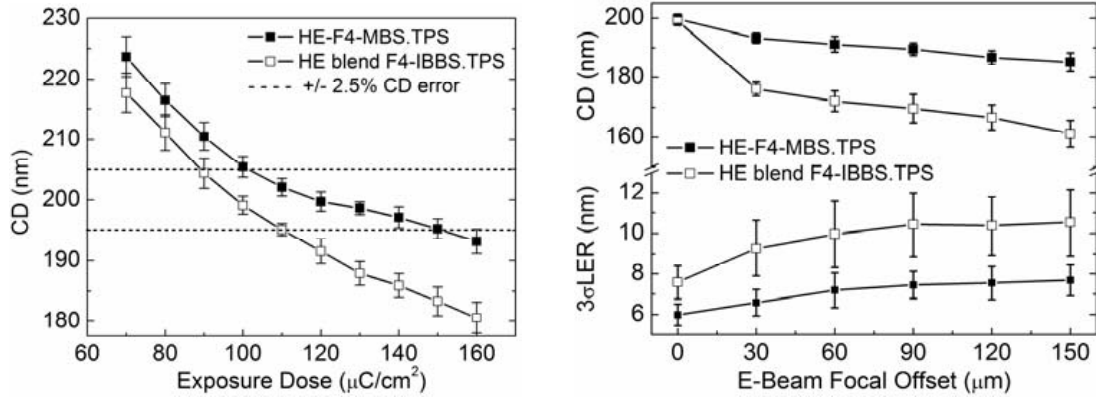 230
220
210
200
190
180
CD (nm)
HE-F4-MBS.TPS
HE blend F4-IBBS.TPS
+/- 2.5% CD error
60 80 100 120 140 160
Exposure Dose (μC/cm²)
200
180
160
CD (nm)
HE-F4-MBS.TPS
HE blend F4-IBBS.TPS
12
10
8
6
3σLER (nm)
0 30 60 90 120 150
E-Beam Focal Offset (μm)